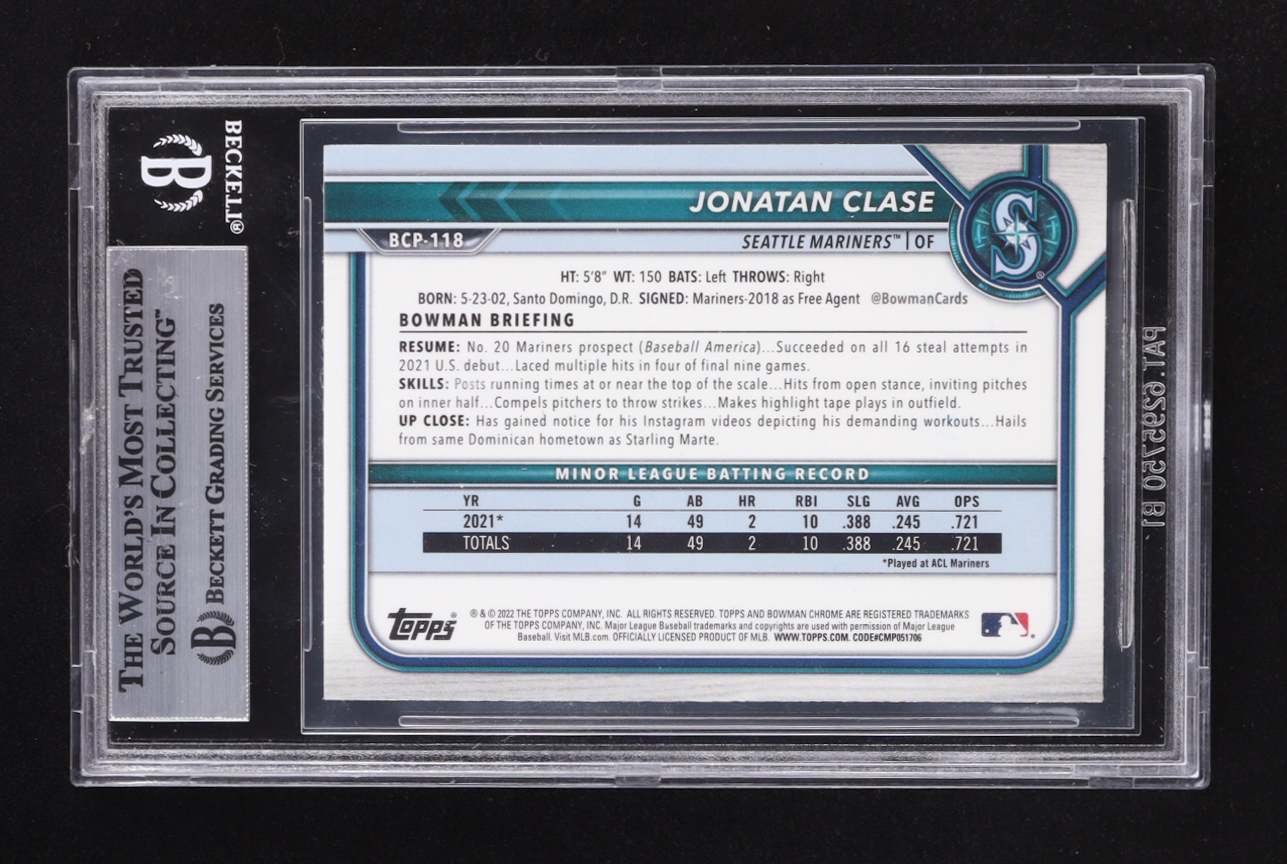 BECKETT®
THE WORLD'S MOST TRUSTED
SOURCE IN COLLECTING™
BECKETT GRADING SERVICES
JONATAN CLASE
BCP-118
SEATTLE MARINERS™ | OF
HT: 5'8" WT: 150 BATS: Left THROWS: Right
BORN: 5-23-02, Santo Domingo, D.R. SIGNED: Mariners-2018 as Free Agent @BowmanCards
BOWMAN BRIEFING
RESUME: No. 20 Mariners prospect (Baseball America)...Succeeded on all 16 steal attempts in
2021 U.S. debut...Laced multiple hits in four of final nine games.
SKILLS: Posts running times at or near the top of the scale...Hits from open stance, inviting pitches
on inner half...Compels pitchers to throw strikes...Makes highlight tape plays in outfield.
UP CLOSE: Has gained notice for his Instagram videos depicting his demanding workouts...Hails
from same Dominican hometown as Starling Marte.
MINOR LEAGUE BATTING RECORD
YR G AB HR RBI SLG AVG OPS
2021* 14 49 2 10 .388 .245 .721
TOTALS 14 49 2 10 .388 .245 .721
*Played at ACL Mariners
Topps®
® & © 2022 THE TOPPS COMPANY, INC. ALL RIGHTS RESERVED. TOPPS AND BOWMAN CHROME ARE REGISTERED TRADEMARKS
OF THE TOPPS COMPANY, INC. Major League Baseball trademarks and copyrights are used with permission of Major League
Baseball. Visit MLB.com. OFFICIALLY LICENSED PRODUCT OF MLB. WWW.TOPPS.COM. CODE#CMP051706
PAT. 6295750 B1